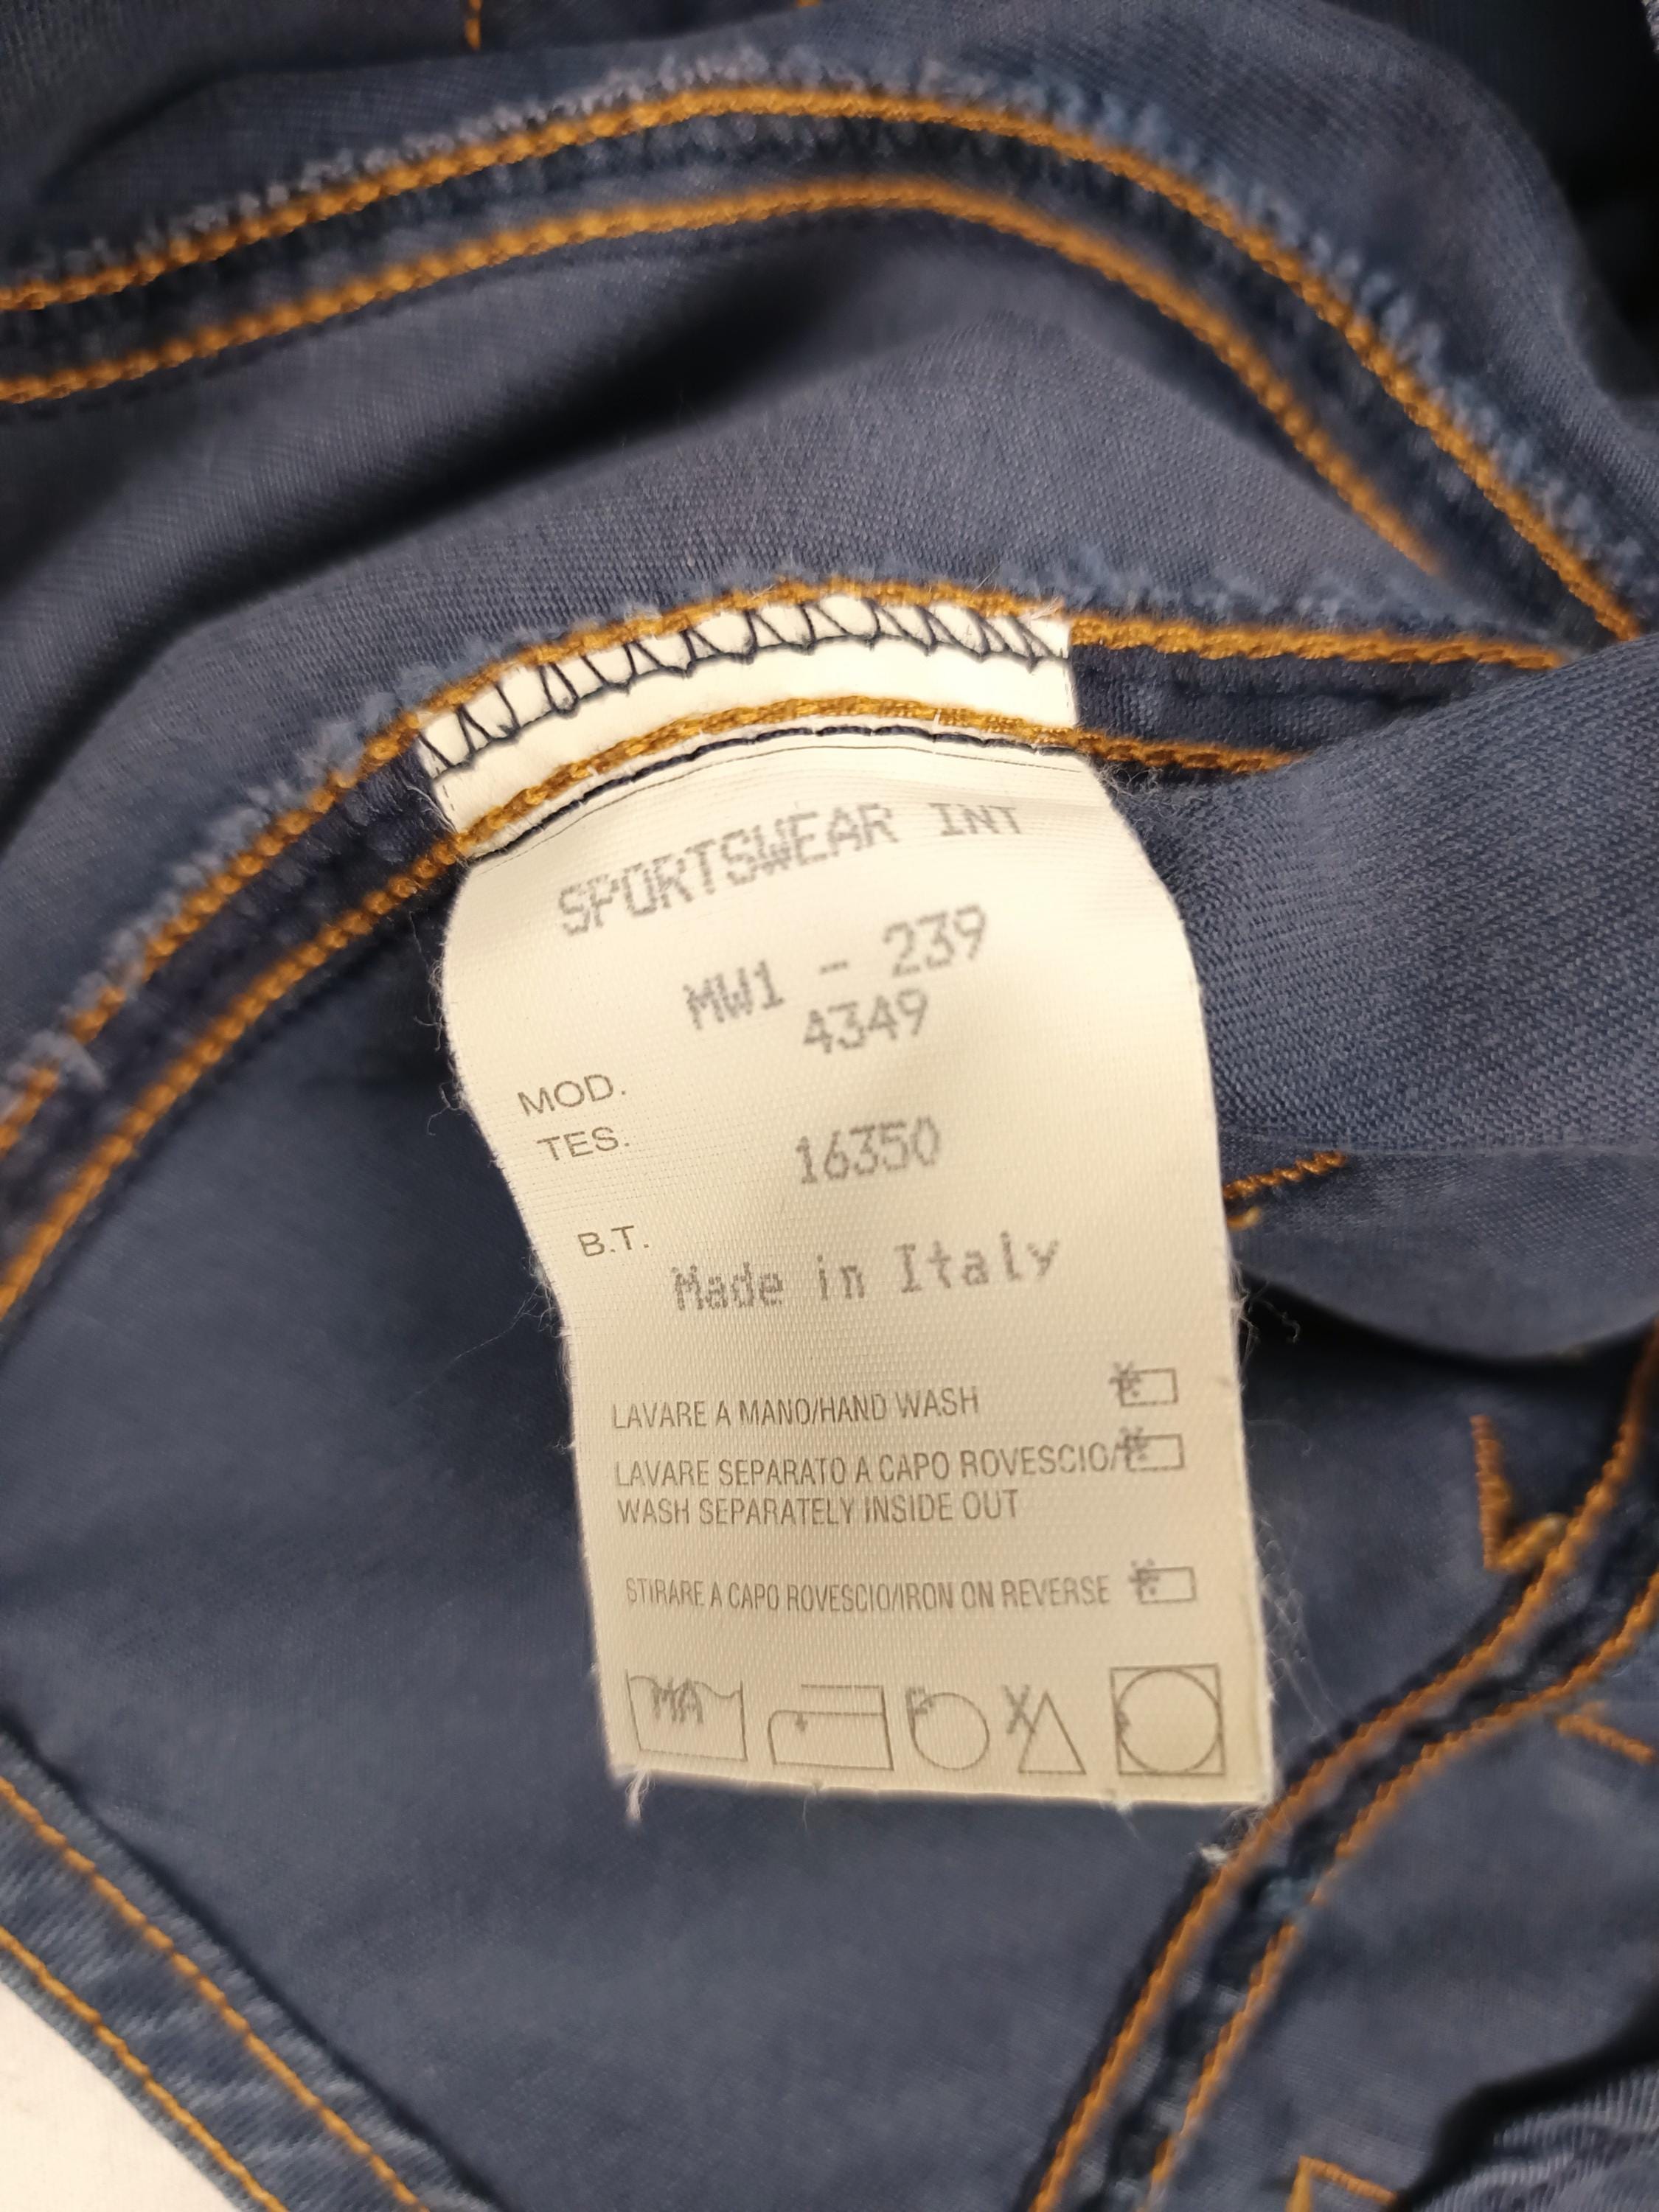 SPORTSWEAR INT
MW1 - 239
4349
MOD.
TES.
16350
B.T.
Made in Italy
LAVARE A MANO/HAND WASH
LAVARE SEPARATO A CAPO ROVESCIO/
WASH SEPARATELY INSIDE OUT
STIRARE A CAPO ROVESCIO/IRON ON REVERSE
MA P X